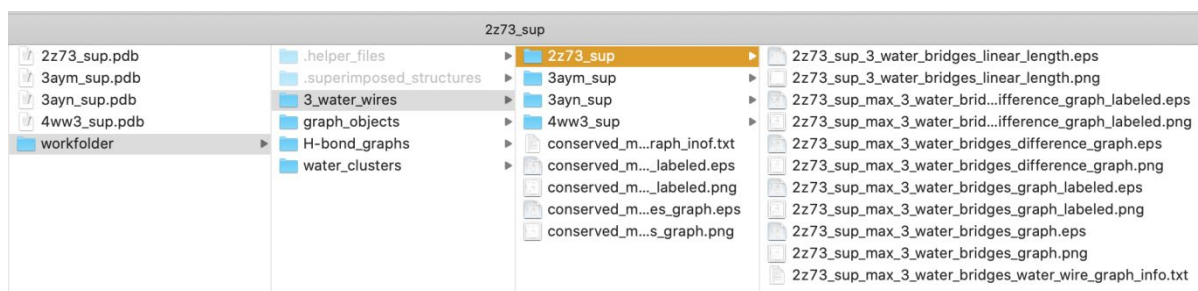 2z73_sup
2z73_sup.pdb
3aym_sup.pdb
3ayn_sup.pdb
4ww3_sup.pdb
workfolder
.helper_files
.superimposed_structures
3_water_wires
graph_objects
H-bond_graphs
water_clusters
2z73_sup
3aym_sup
3ayn_sup
4ww3_sup
conserved_m...raph_inof.txt
conserved_m..._labeled.eps
conserved_m..._labeled.png
conserved_m...es_graph.eps
conserved_m...s_graph.png
2z73_sup_3_water_bridges_linear_length.eps
2z73_sup_3_water_bridges_linear_length.png
2z73_sup_max_3_water_brid...ifference_graph_labeled.eps
2z73_sup_max_3_water_brid...ifference_graph_labeled.png
2z73_sup_max_3_water_bridges_difference_graph.eps
2z73_sup_max_3_water_bridges_difference_graph.png
2z73_sup_max_3_water_bridges_graph_labeled.eps
2z73_sup_max_3_water_bridges_graph_labeled.png
2z73_sup_max_3_water_bridges_graph.eps
2z73_sup_max_3_water_bridges_graph.png
2z73_sup_max_3_water_bridges_water_wire_graph_info.txt